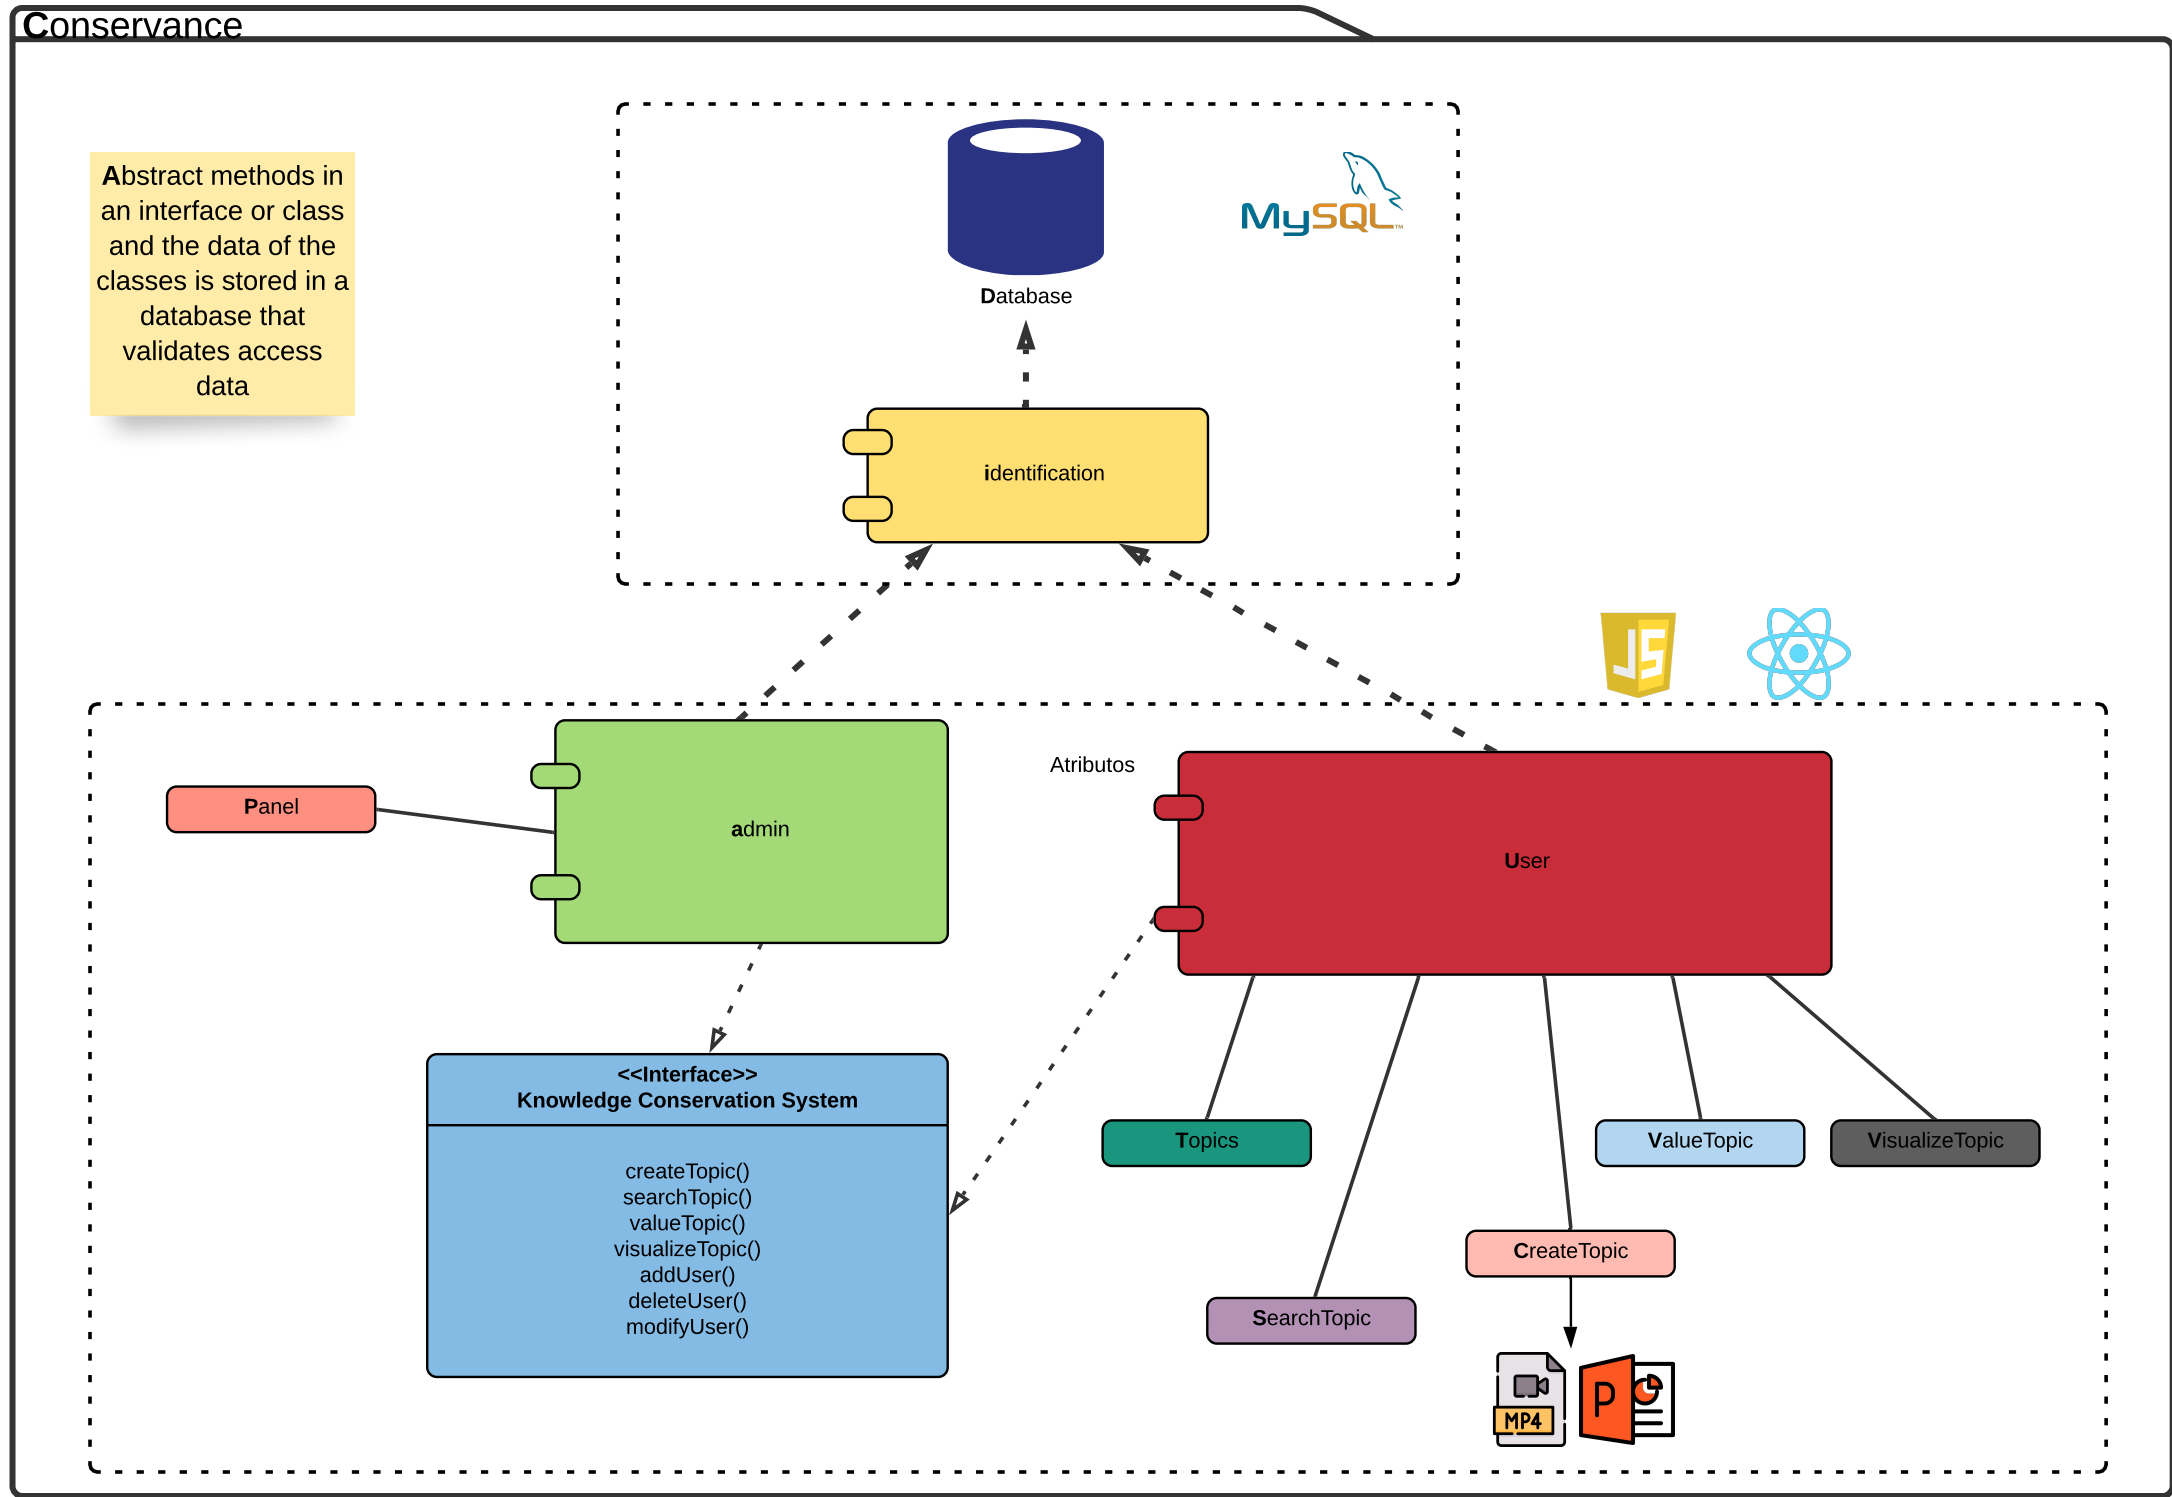 Conservance
Abstract methods in
an interface or class
and the data of the
classes is stored in a
database that
validates access
data
MySQL™
Database
identification
JS
Panel
admin
Atributos
User
<<Interface>>
Knowledge Conservation System
createTopic()
searchTopic()
valueTopic()
visualizeTopic()
addUser()
deleteUser()
modifyUser()
Topics
ValueTopic
VisualizeTopic
CreateTopic
SearchTopic
MP4
P